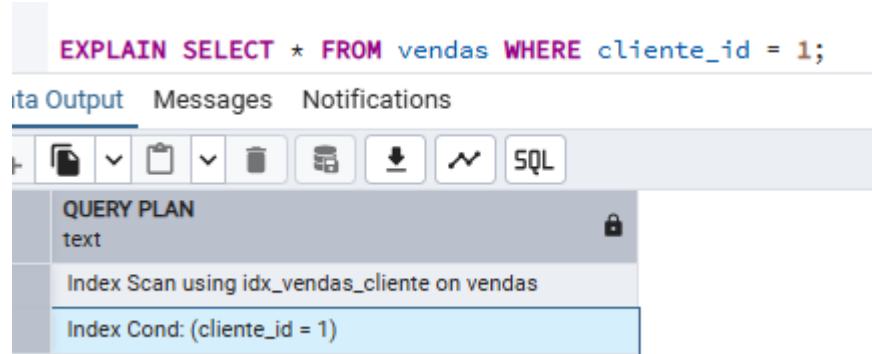 EXPLAIN SELECT * FROM vendas WHERE cliente_id = 1;
Output Messages Notifications
SQL
QUERY PLAN
text
Index Scan using idx_vendas_cliente on vendas
Index Cond: (cliente_id = 1)